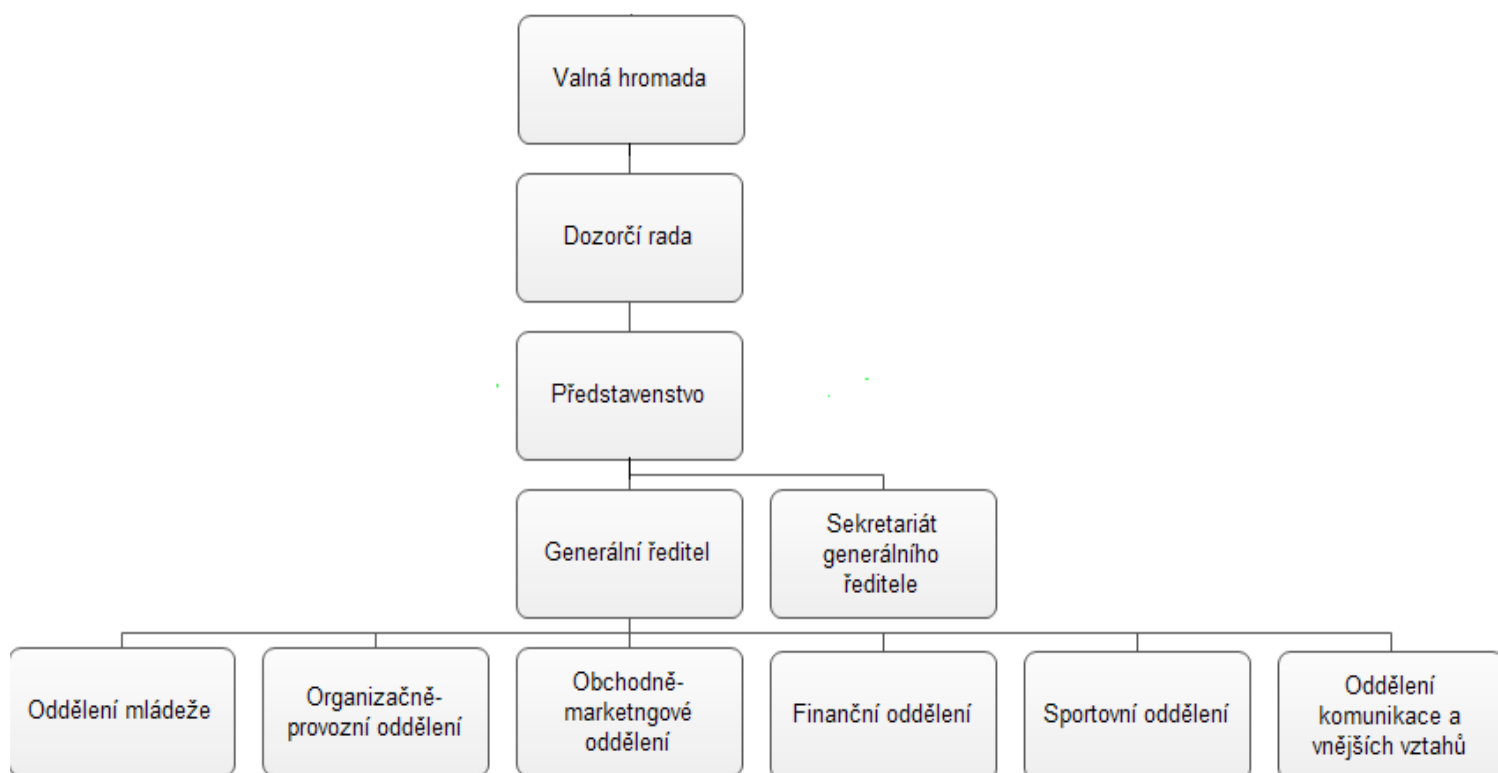 Valná hromada
Dozorčí rada
Představenstvo
Generální ředitel
Sekretariát
generálního
ředitele
Oddělení mládeže
Organizačně-
provozní oddělení
Obchodně-
marketngové
oddělení
Finanční oddělení
Sportovní oddělení
Oddělení
komunikace a
vnějších vztahů